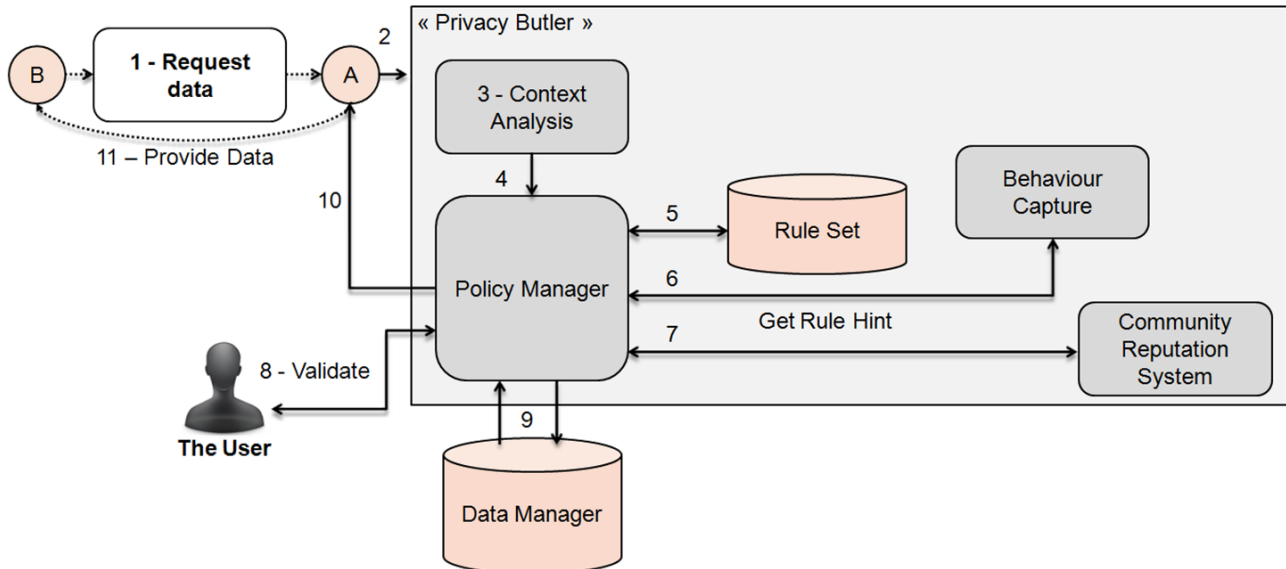 « Privacy Butler »
2
B
1 - Request
data
A
3 - Context
Analysis
11 – Provide Data
4
10
5
Rule Set
Behaviour
Capture
Policy Manager
6
Get Rule Hint
7
Community
Reputation
System
8 - Validate
The User
9
Data Manager